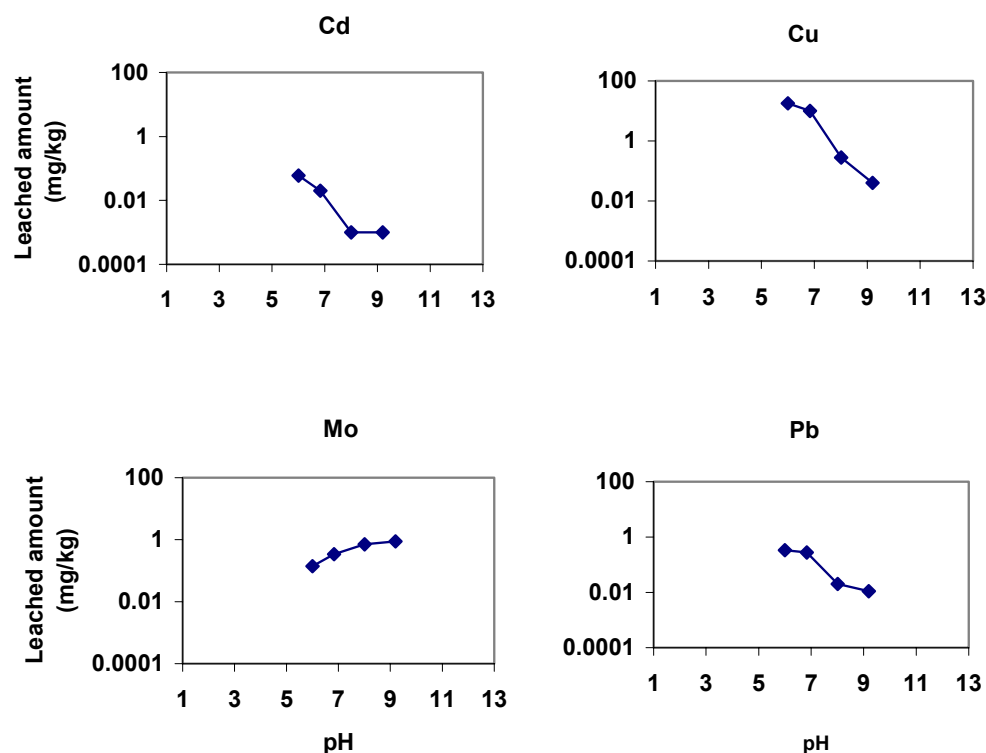 Cd
Leached amount
(mg/kg)
100
1
0.01
0.0001
1 3 5 7 9 11 13
Cu
100
1
0.01
0.0001
1 3 5 7 9 11 13
Mo
Leached amount
(mg/kg)
100
1
0.01
0.0001
1 3 5 7 9 11 13
pH
Pb
100
1
0.01
0.0001
1 3 5 7 9 11 13
pH